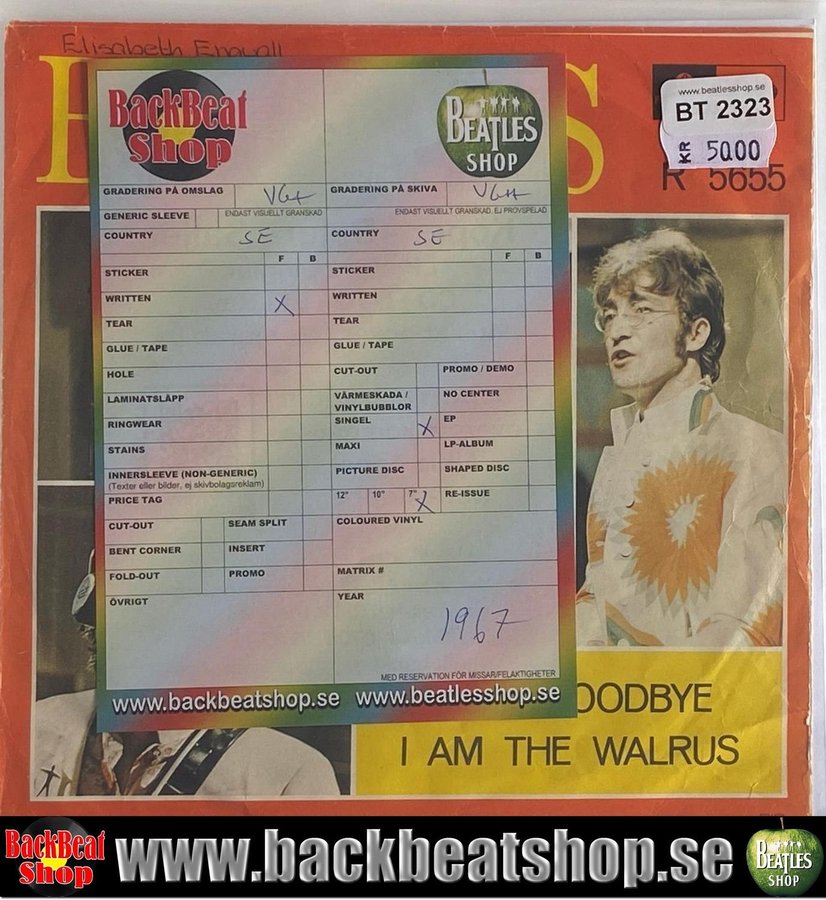 Elisabeth Engvall
B S
www.beatlesshop.se
BT 2323
KR 50.00
R 5655
BackBeat Shop
BEATLES SHOP
GRADERING PÅ OMSLAG VG+
GRADERING PÅ SKIVA VG++
GENERIC SLEEVE ENDAST VISUELLT GRANSKAD
ENDAST VISUELLT GRANSKAD, EJ PROVSPELAD
COUNTRY SE
COUNTRY SE
F B
F B
STICKER
STICKER
WRITTEN X
WRITTEN
TEAR
TEAR
GLUE / TAPE
GLUE / TAPE
HOLE
CUT-OUT PROMO / DEMO
LAMINATSLÄPP
VÄRMESKADA / VINYLBUBBLOR NO CENTER
RINGWEAR
SINGEL X EP
STAINS
MAXI LP-ALBUM
INNERSLEEVE (NON-GENERIC)
(Texter eller bilder, ej skivbolagsreklam)
PICTURE DISC SHAPED DISC
PRICE TAG
12" 10" 7" X RE-ISSUE
CUT-OUT SEAM SPLIT
COLOURED VINYL
BENT CORNER INSERT
FOLD-OUT PROMO
MATRIX #
ÖVRIGT
YEAR
1967
MED RESERVATION FÖR MISSAR/FELAKTIGHETER
www.backbeatshop.se www.beatlesshop.se
OODBYE
I AM THE WALRUS
BackBeat Shop
www.backbeatshop.se
BEATLES SHOP